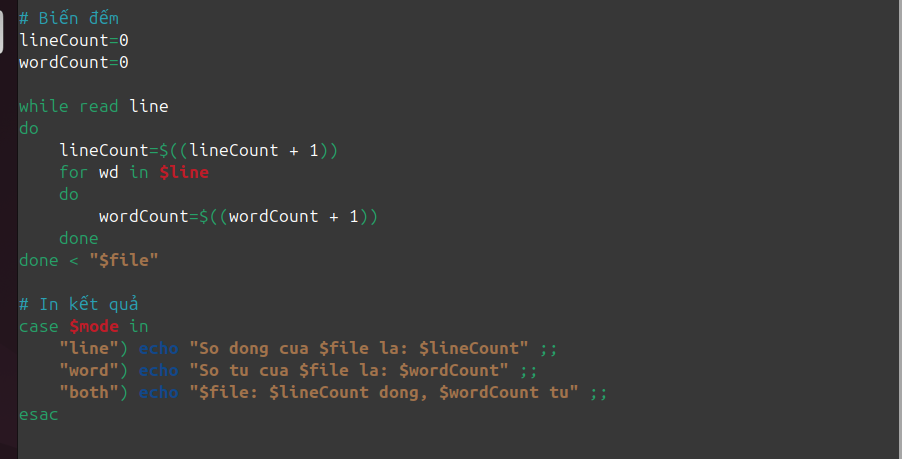 # Biến đếm
lineCount=0
wordCount=0
while read line
do
lineCount=$((lineCount + 1))
for wd in $line
do
wordCount=$((wordCount + 1))
done
done < "$file"
# In kết quả
case $mode in
"line") echo "So dong cua $file la: $lineCount" ;;
"word") echo "So tu cua $file la: $wordCount" ;;
"both") echo "$file: $lineCount dong, $wordCount tu" ;;
esac